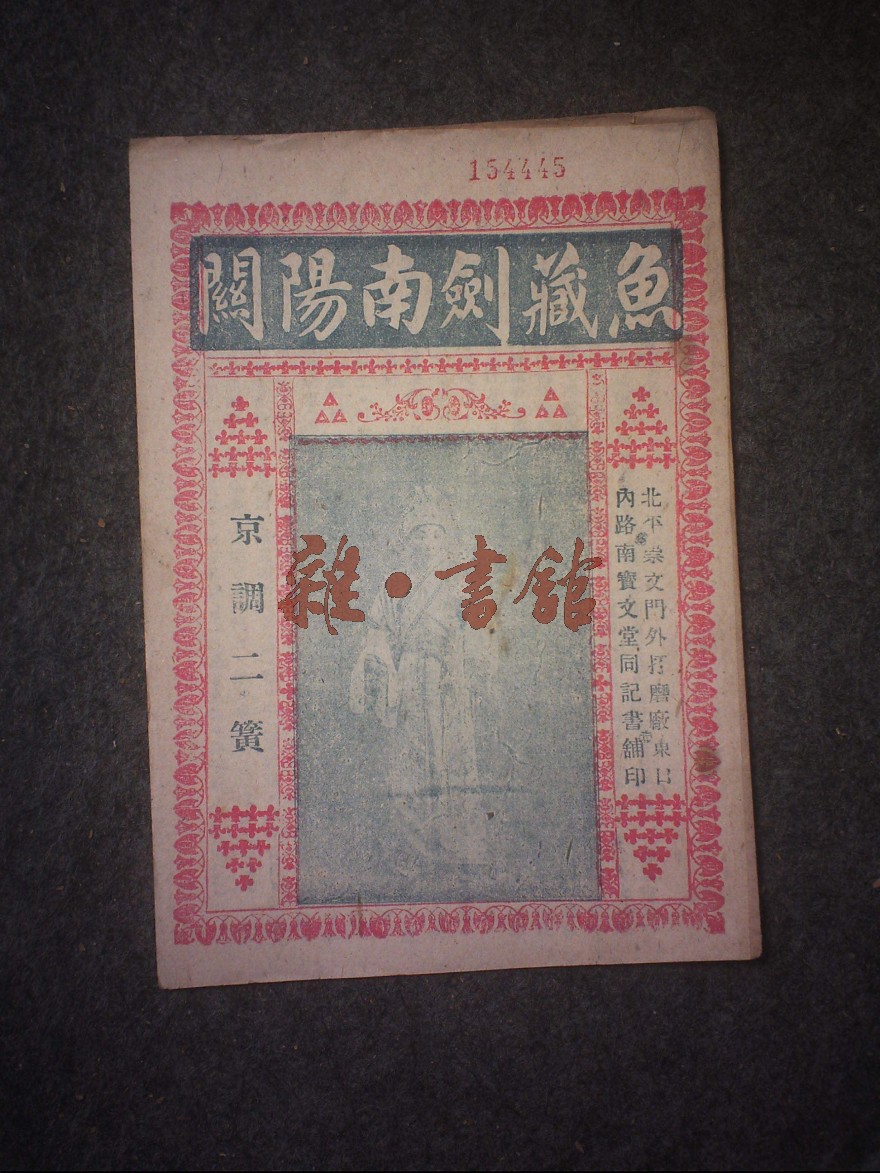 154445
魚藏劍南陽關
北平崇文門外打磨廠東口
內路南寶文堂同記書舖印
京調二簧
雜·書館